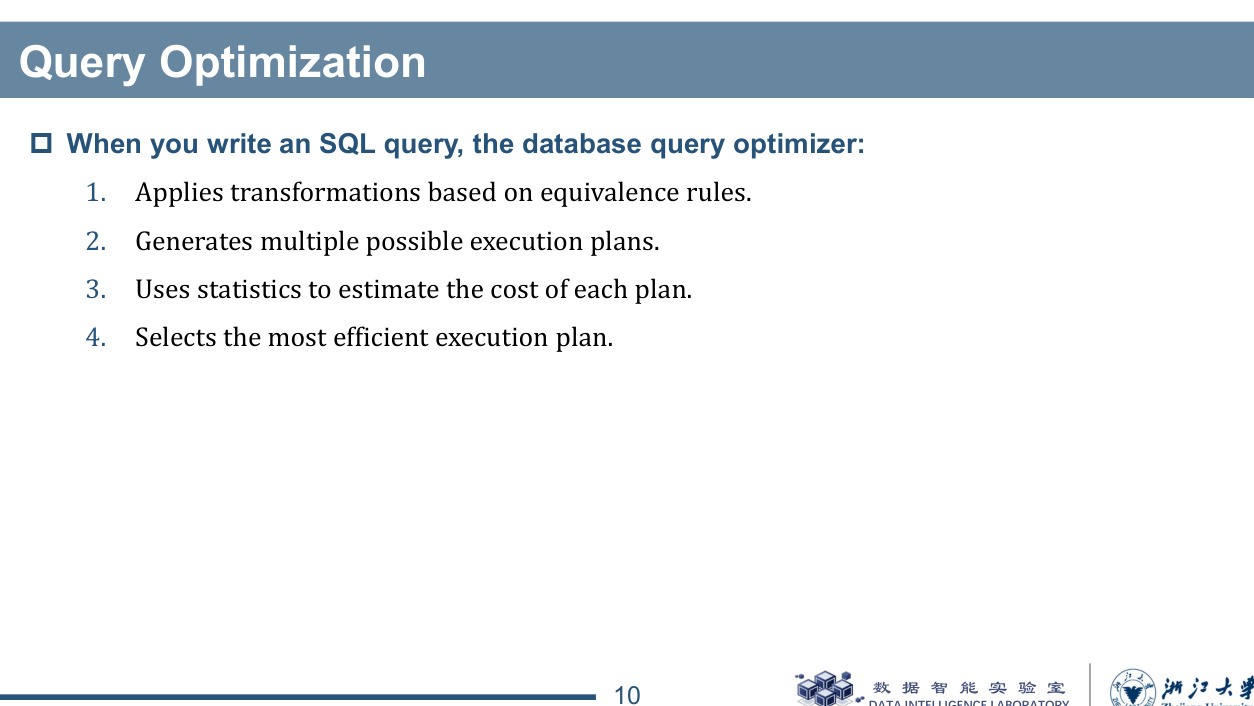 Query Optimization
When you write an SQL query, the database query optimizer:
1. Applies transformations based on equivalence rules.
2. Generates multiple possible execution plans.
3. Uses statistics to estimate the cost of each plan.
4. Selects the most efficient execution plan.
10
数据智能实验室
DATA INTELLIGENCE LABORATORY
浙江大学